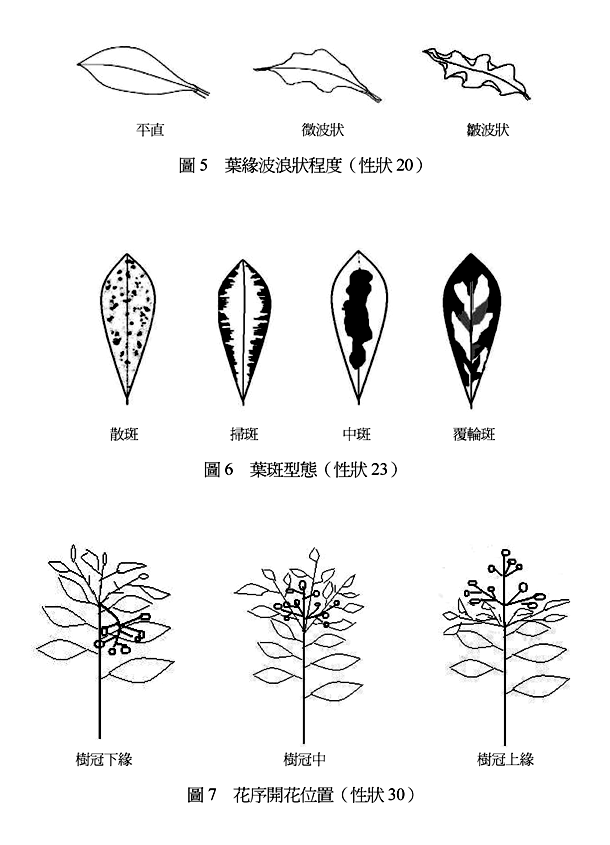 平直 微波狀 皺波狀
圖 5 葉緣波浪狀程度（性狀 20）
散斑 掃斑 中斑 覆輪斑
圖 6 葉斑型態（性狀 23）
樹冠下緣 樹冠中 樹冠上緣
圖 7 花序開花位置（性狀 30）